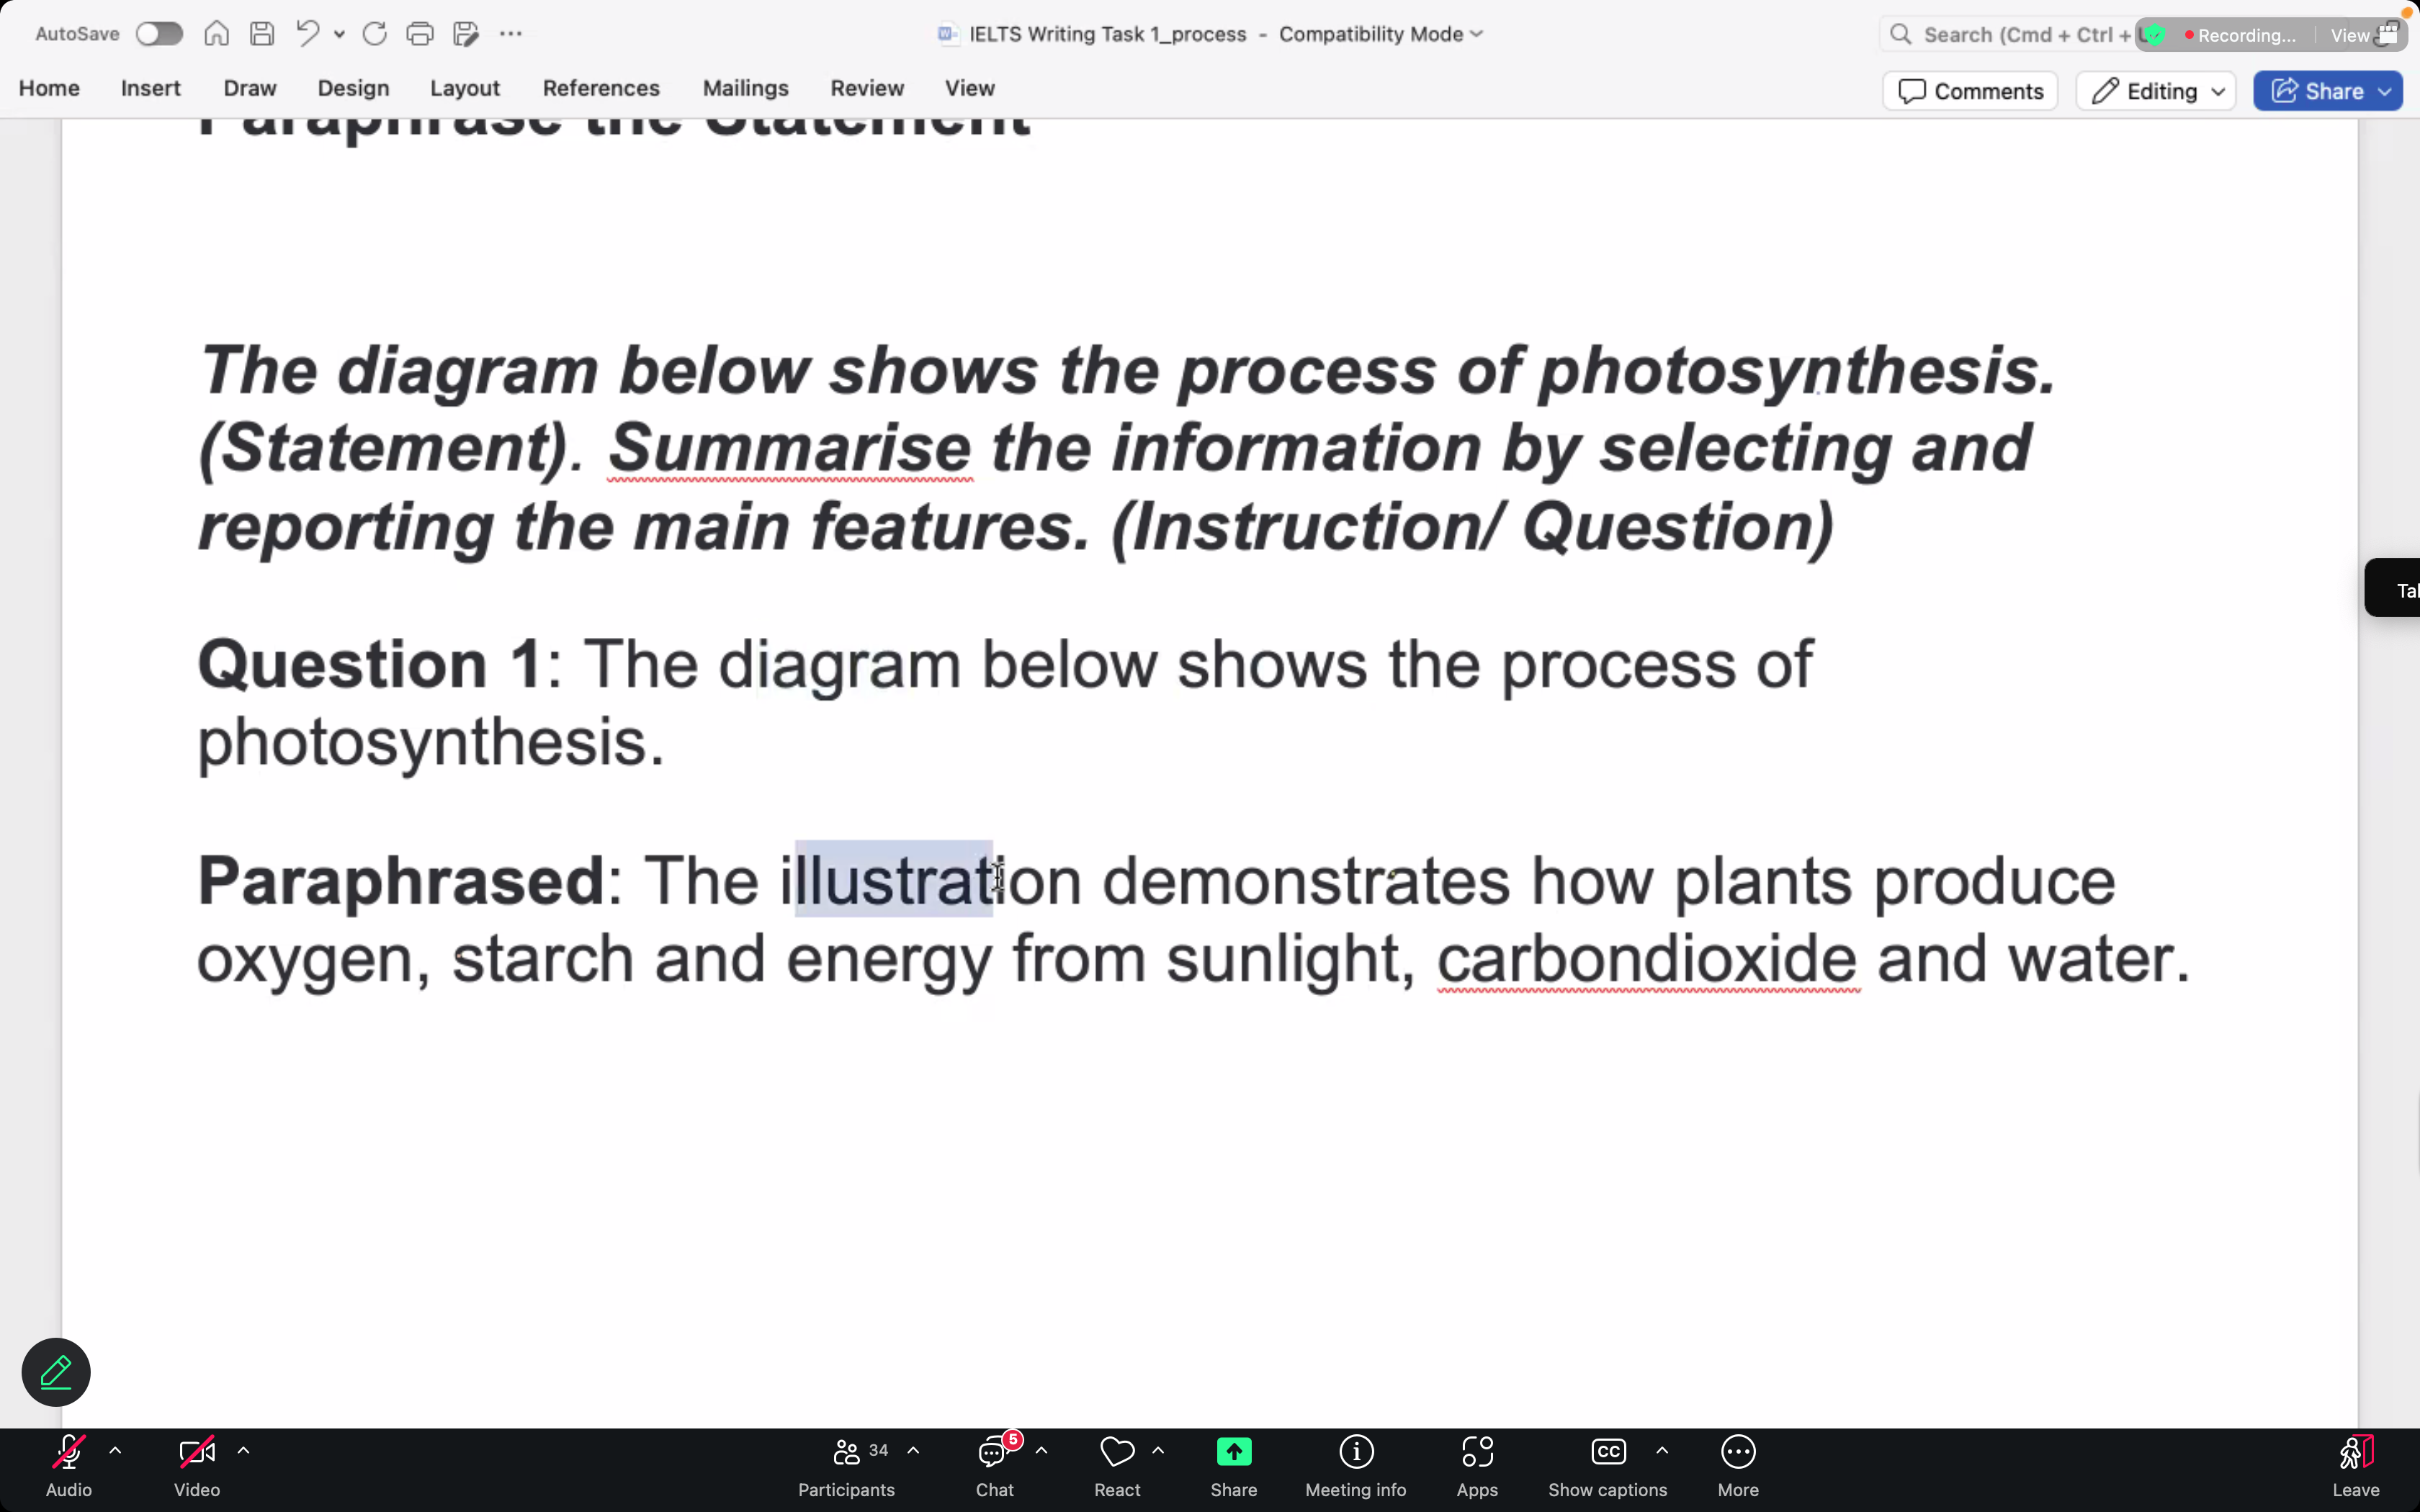 AutoSave
IELTS Writing Task 1_process - Compatibility Mode
Search (Cmd + Ctrl +
Recording...
View
Home Insert Draw Design Layout References Mailings Review View
Comments
Editing
Share
Paraphrase the Statement
The diagram below shows the process of photosynthesis.
(Statement). Summarise the information by selecting and
reporting the main features. (Instruction/ Question)
Question 1: The diagram below shows the process of
photosynthesis.
Paraphrased: The illustration demonstrates how plants produce
oxygen, starch and energy from sunlight, carbondioxide and water.
34
5
CC
Audio Video Participants Chat React Share Meeting info Apps Show captions More Leave